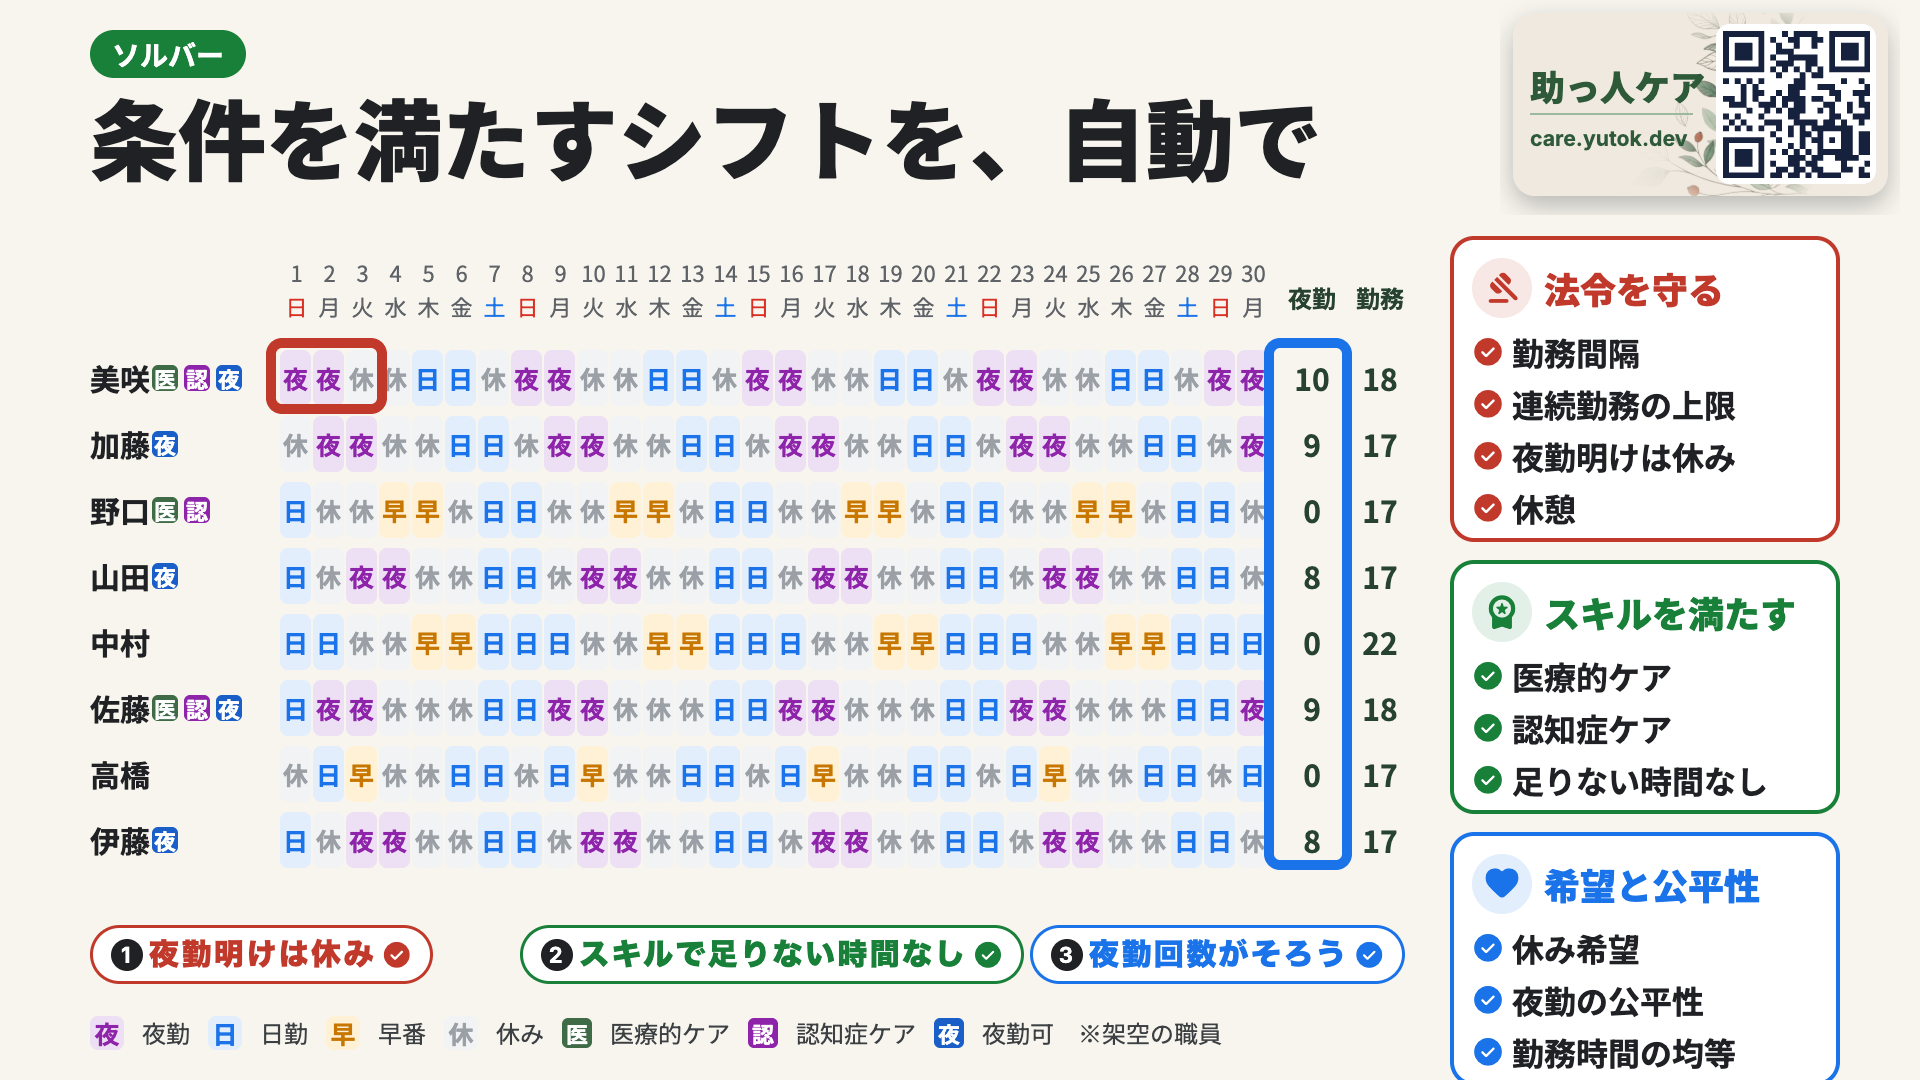 ソルバー
条件を満たすシフトを、自動で
助っ人ケア
care.yutok.dev
1 2 3 4 5 6 7 8 9 10 11 12 13 14 15 16 17 18 19 20 21 22 23 24 25 26 27 28 29 30
日 月 火 水 木 金 土 日 月 火 水 木 金 土 日 月 火 水 木 金 土 日 月 火 水 木 金 土 日 月 夜勤 勤務
美咲 医 認 夜 夜 夜 休 休 日 日 休 夜 夜 休 休 日 日 休 夜 夜 休 休 日 日 休 夜 夜 休 休 日 日 休 夜 夜 10 18
加藤 夜 休 夜 夜 休 休 日 日 休 夜 夜 休 休 日 日 休 夜 夜 休 休 日 日 休 夜 夜 休 休 日 日 休 夜 9 17
野口 医 認 日 休 休 早 早 休 日 日 休 休 早 早 休 日 日 休 休 早 早 休 日 日 休 休 早 早 休 日 日 休 0 17
山田 夜 日 休 夜 夜 休 休 日 日 休 夜 夜 休 休 日 日 休 夜 夜 休 休 日 日 休 夜 夜 休 休 日 日 休 8 17
中村 日 日 休 休 早 早 日 日 日 休 休 早 早 日 日 日 休 休 早 早 日 日 日 休 休 早 早 日 日 日 0 22
佐藤 医 認 夜 日 夜 夜 休 休 休 日 日 夜 夜 休 休 休 日 日 夜 夜 休 休 休 日 日 夜 夜 休 休 休 日 日 夜 9 18
高橋 休 日 早 休 休 日 日 休 日 早 休 休 日 日 休 日 早 休 休 日 日 休 日 早 休 休 日 日 休 日 0 17
伊藤 夜 日 休 夜 夜 休 休 日 日 休 夜 夜 休 休 日 日 休 夜 夜 休 休 日 日 休 夜 夜 休 休 日 日 休 8 17
1 夜勤明けは休み
2 スキルで足りない時間なし
3 夜勤回数がそろう
夜 夜勤 日 日勤 早 早番 休 休み 医 医療的ケア 認 認知症ケア 夜 夜勤可 ※架空の職員
法令を守る
勤務間隔
連続勤務の上限
夜勤明けは休み
休憩
スキルを満たす
医療的ケア
認知症ケア
足りない時間なし
希望と公平性
休み希望
夜勤の公平性
勤務時間の均等